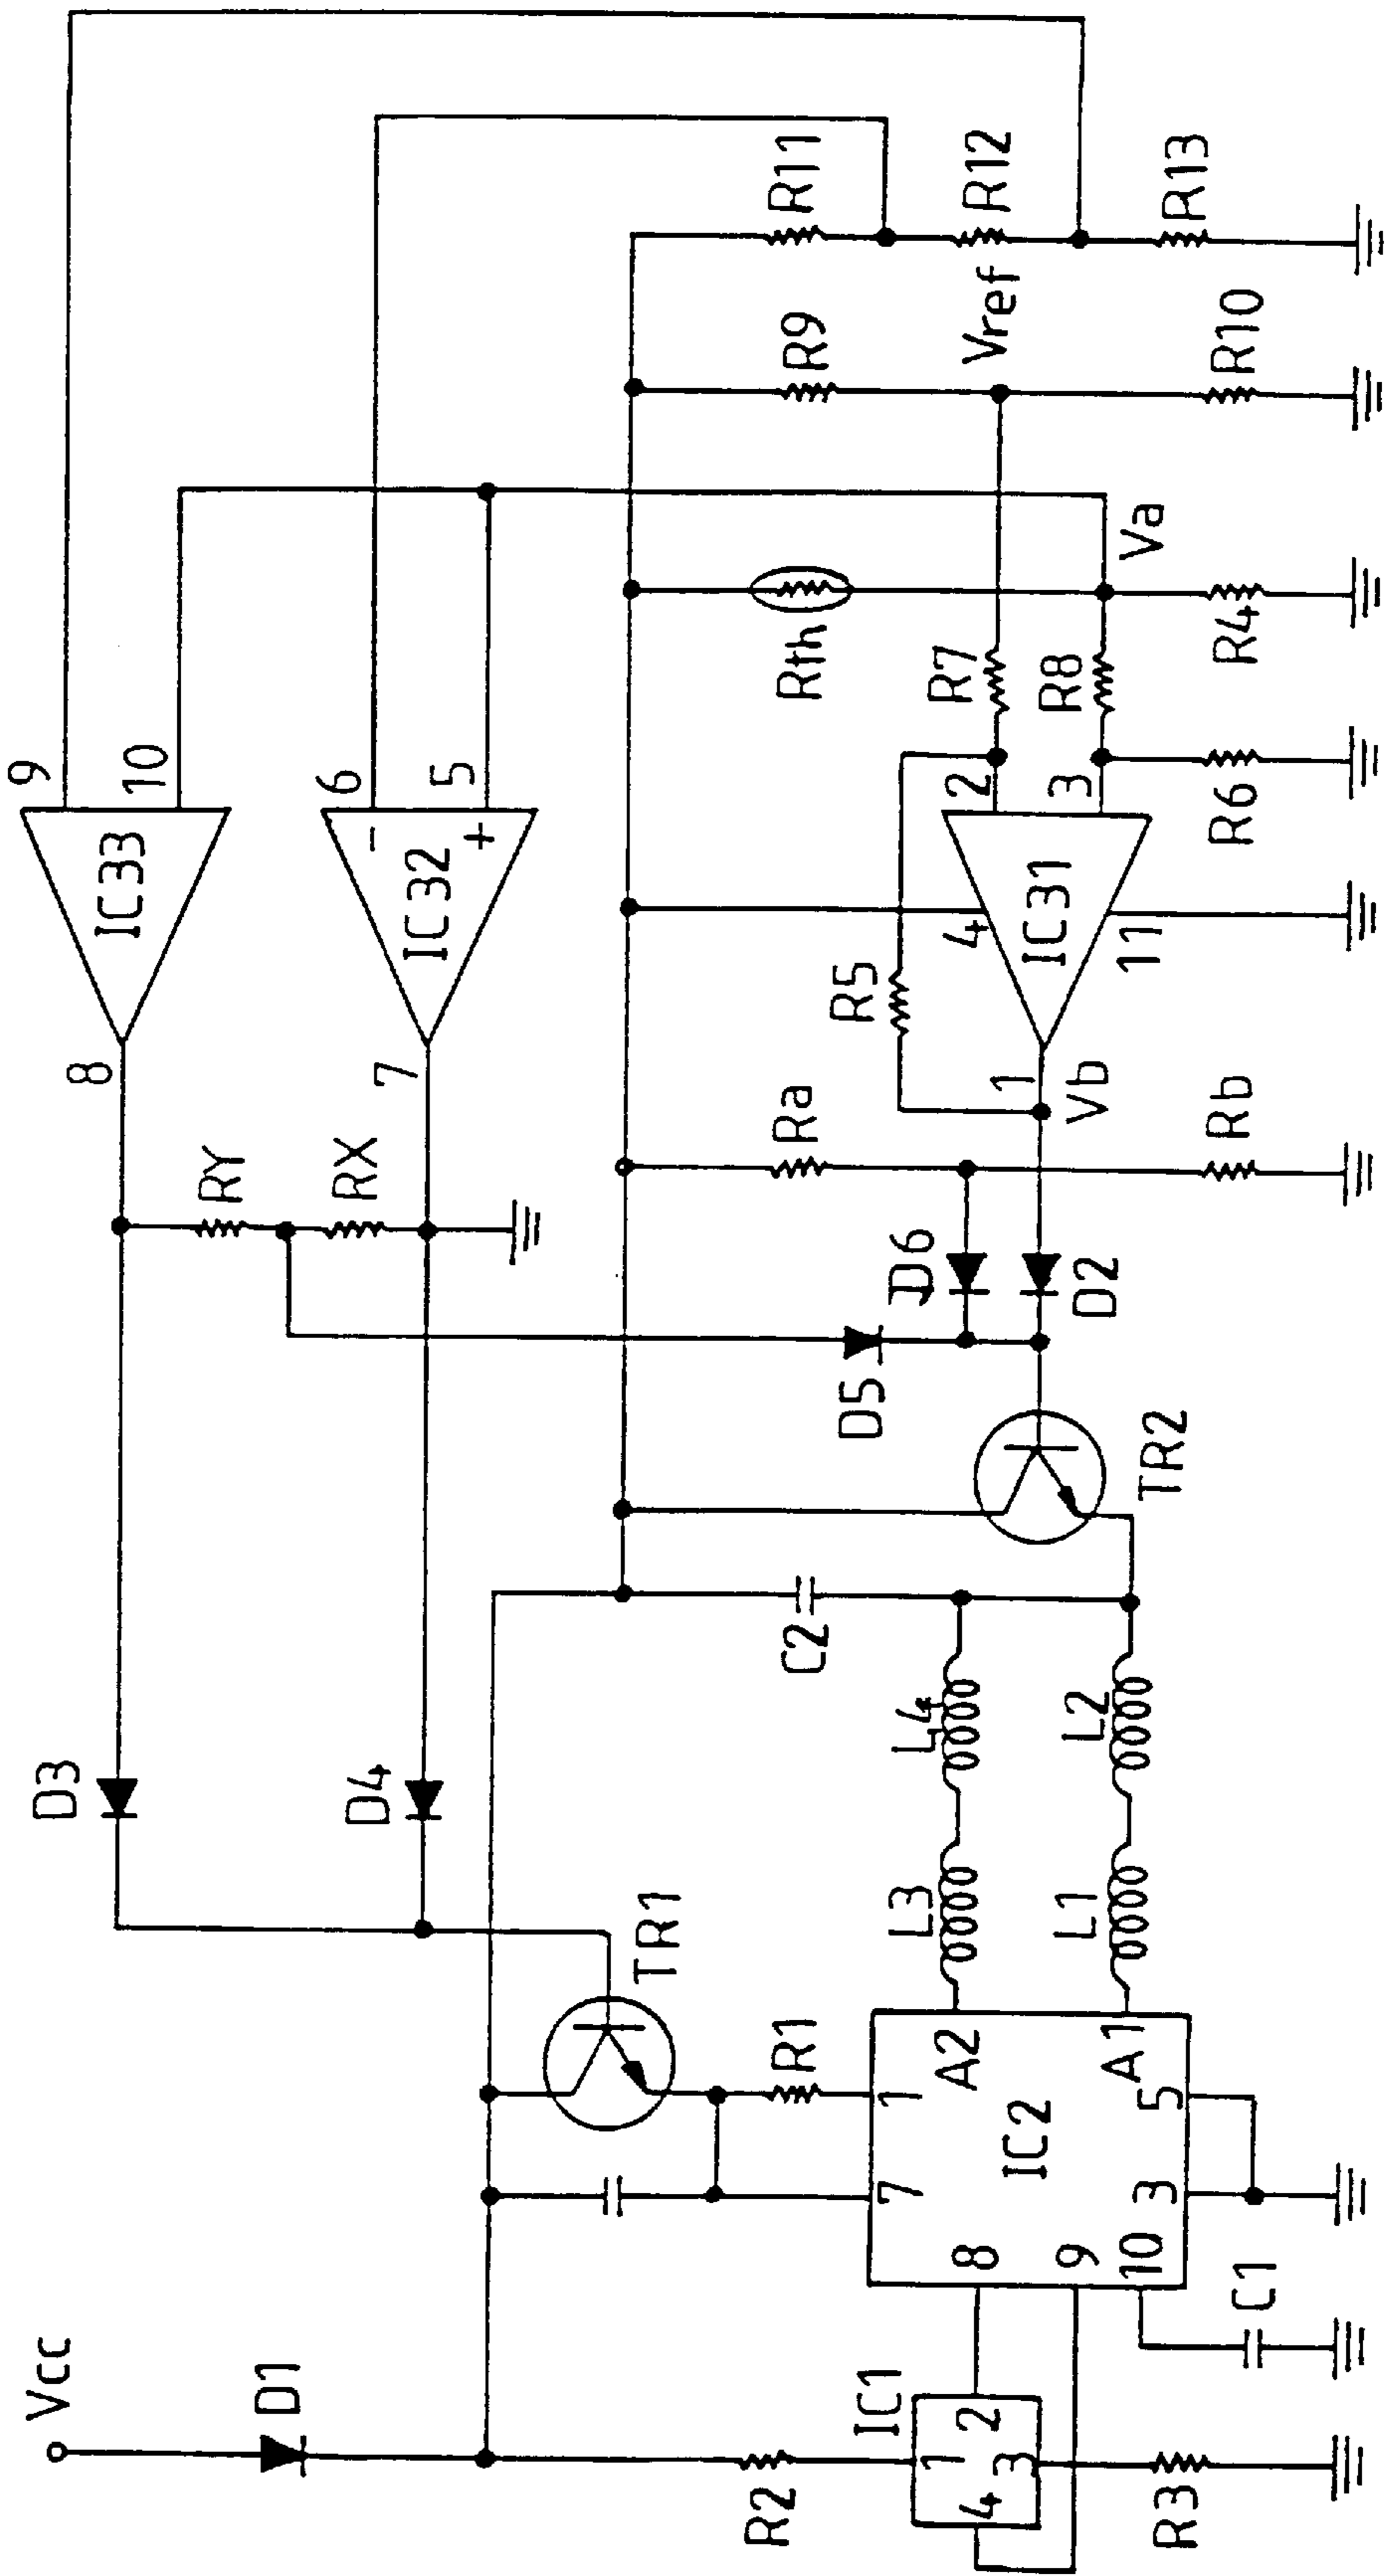 Vcc
D1
D3
D4
8
9
10
IC33
RY
RX
7
6
5
-
+
IC32
TR1
R1
R2
IC1
1
2
3
4
R3
7
1
8
9
10
3
5
A2
A1
IC2
C1
L3
L4
L1
L2
C2
TR2
D5
D6
D2
Ra
Rb
Vb
R5
1
2
3
4
11
IC31
R6
R7
R8
Rth
Va
R4
R9
Vref
R10
R11
R12
R13